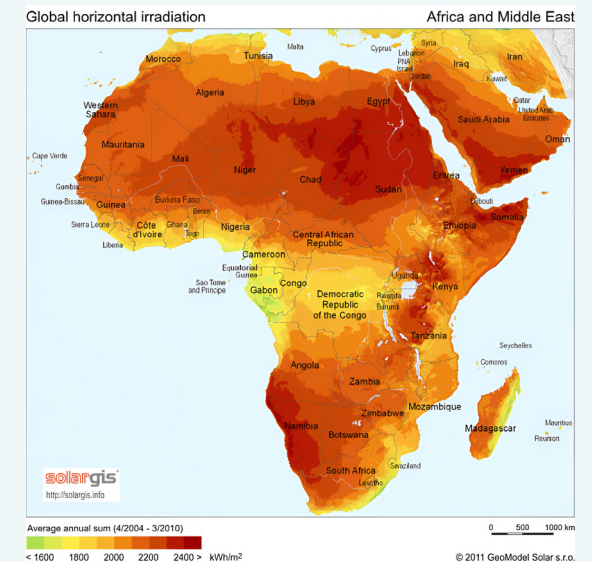 Global horizontal irradiation
Africa and Middle East
Malta
Cyprus
Syria
Lebanon
PNA
Israel
Jordan
Iraq
Iran
Kuwait
Morocco
Tunisia
Algeria
Libya
Egypt
Qatar
United Arab
Emirates
Saudi Arabia
Oman
Western
Sahara
Mauritania
Mali
Niger
Chad
Sudan
Eritrea
Yemen
Cape Verde
Senegal
Gambia
Guinea-Bissau
Guinea
Burkina Faso
Benin
Djibouti
Somalia
Sierra Leone
Côte
d'Ivoire
Ghana
Togo
Nigeria
Ethiopia
Liberia
Central African
Republic
Cameroon
Equatorial
Guinea
Sao Tome
and Principe
Gabon
Congo
Democratic
Republic
of the Congo
Uganda
Kenya
Rwanda
Burundi
Tanzania
Seychelles
Comoros
Angola
Zambia
Mozambique
Zimbabwe
Namibia
Botswana
Madagascar
Mauritius
Reunion
South Africa
Swaziland
Lesotho
solargis
http://solargis.info
Average annual sum (4/2004 - 3/2010)
< 1600 1800 2000 2200 2400 > kWh/m²
0 500 1000 km
© 2011 GeoModel Solar s.r.o.